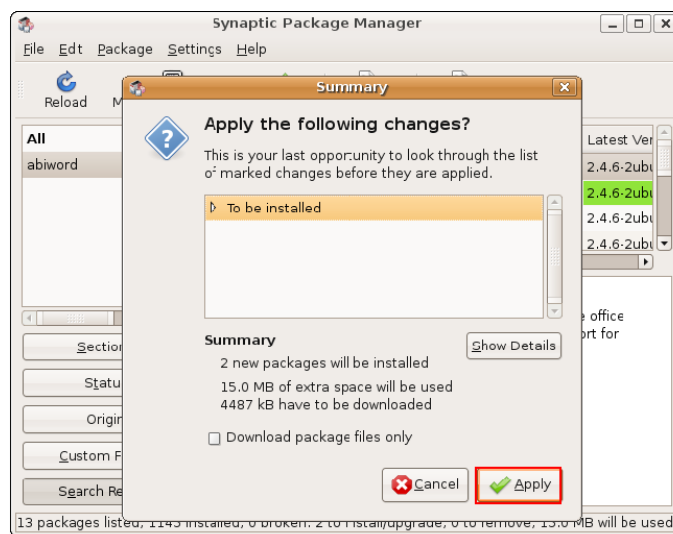 Synaptic Package Manager
File Edt Package Settings Help
Reload
Summary
All
abiword
Latest Ver
2.4.6-2ubu
2.4.6-2ubu
2.4.6-2ubu
2.4.6-2ubu
Apply the following changes?
This is your last opportunity to look through the list
of marked changes before they are applied.
To be installed
office
ort for
Section
Summary
Show Details
2 new packages will be installed
Statu
15.0 MB of extra space will be used
4487 kB have to be downloaded
Origin
Download package files only
Custom F
Cancel
Apply
Search Re
13 packages listed, 1143 installed, 0 broken. 2 to install/upgrade, 0 to remove; 15.0 MB will be used